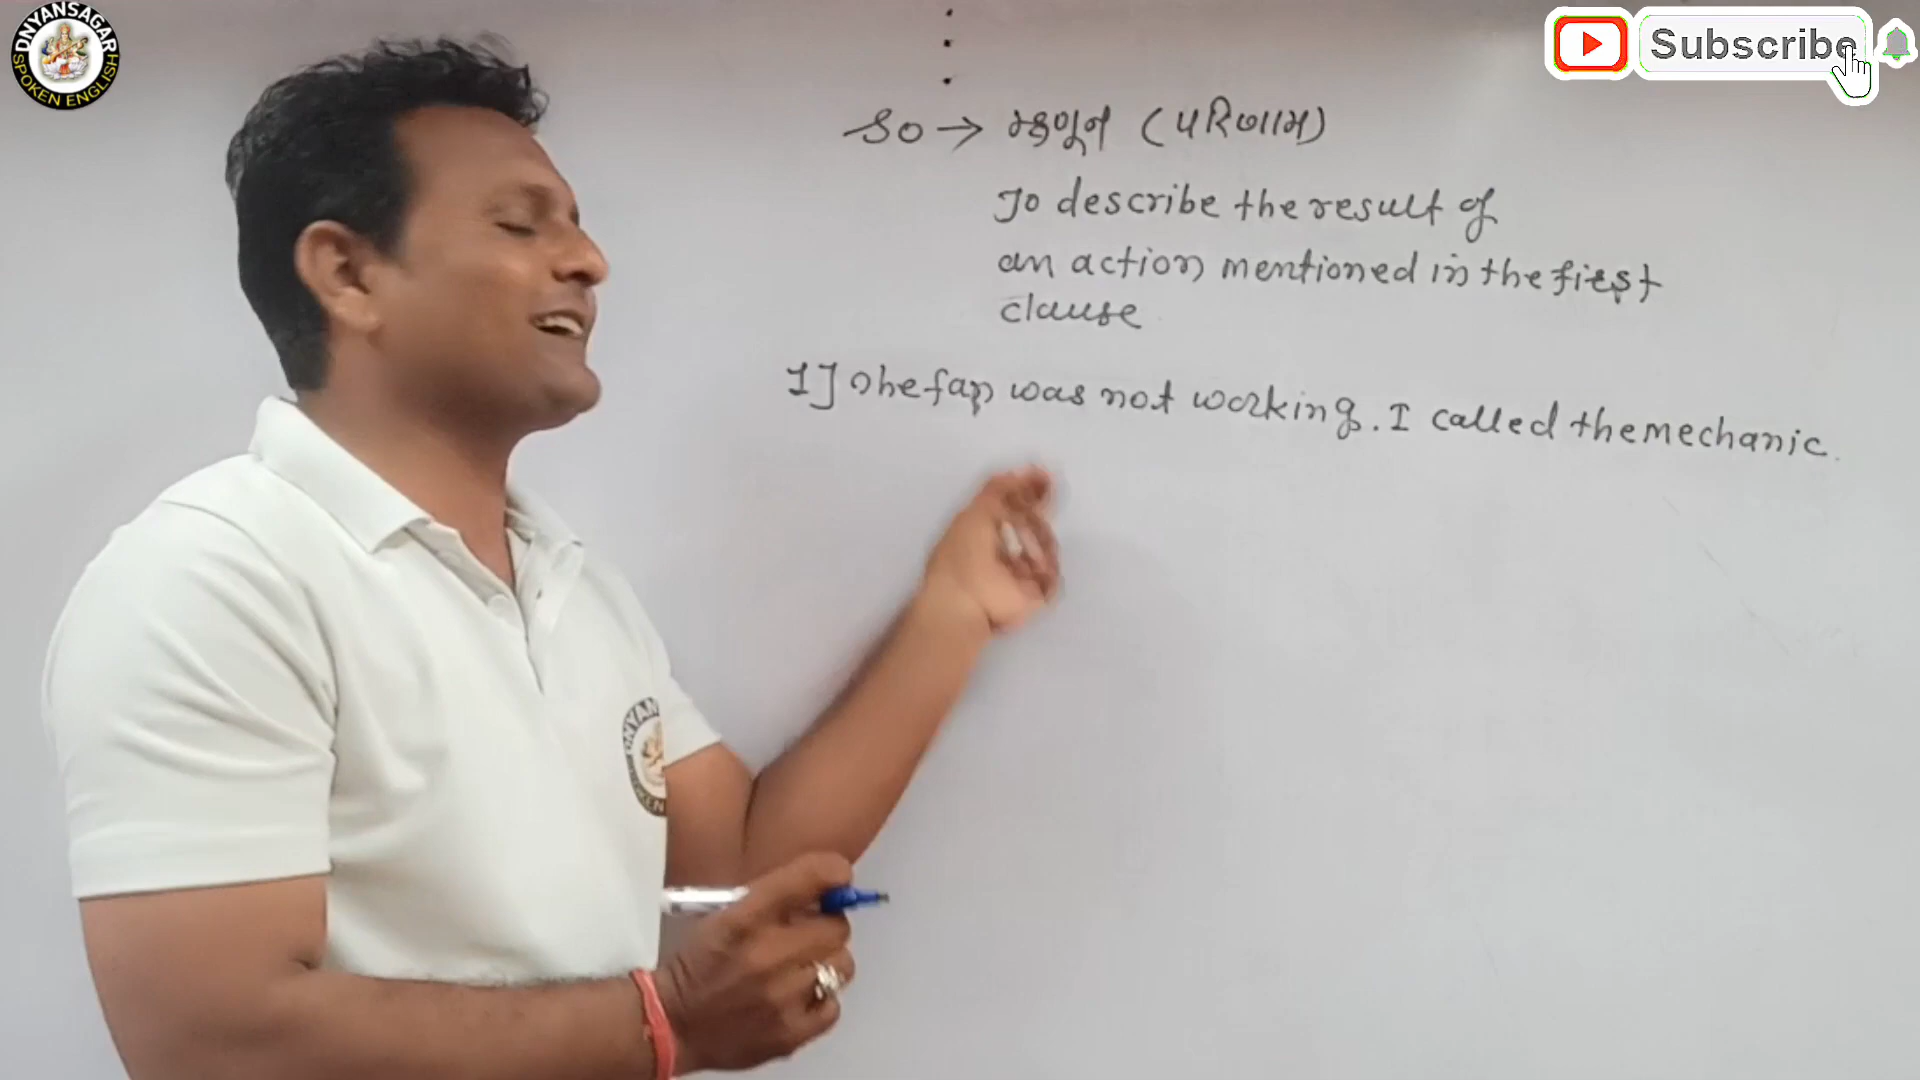 DNYANSAGAR
SPOKEN ENGLISH
Subscribe
So → म्हणून (परिणाम)
To describe the result of
an action mentioned in the first
clause
1] The fan was not working. I called the mechanic.
DNYAN